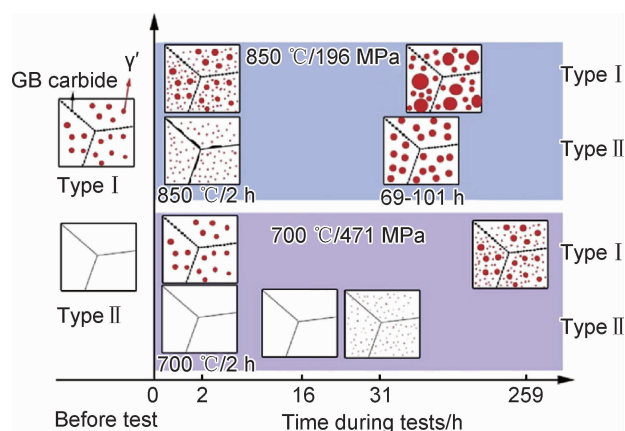 γ′
GB carbide
Type Ⅰ
Type Ⅱ
850 ℃/196 MPa
Type Ⅰ
Type Ⅱ
850 ℃/2 h
69-101 h
700 ℃/471 MPa
Type Ⅰ
Type Ⅱ
700 ℃/2 h
0 2 16 31 259
Before test Time during tests/h